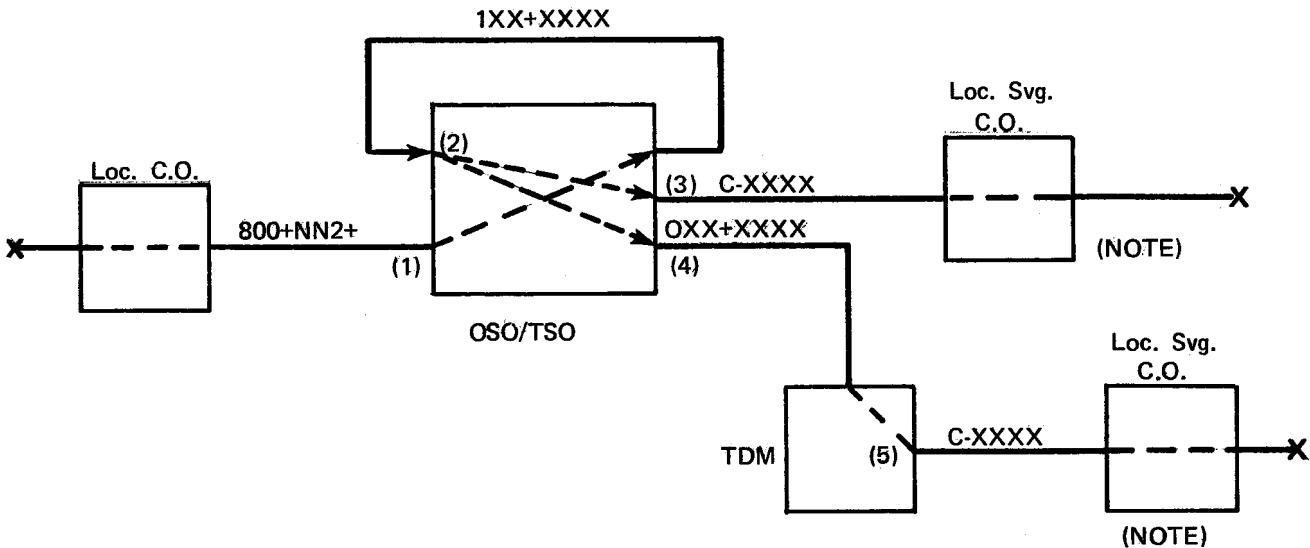 1XX+XXXX
Loc. Svg.
C.O.
Loc. C.O.
(2)
(3)
C-XXXX
800+NN2+
0XX+XXXX
(1)
(4)
(NOTE)
OSO/TSO
Loc. Svg.
C.O.
TDM
(5)
C-XXXX
(NOTE)